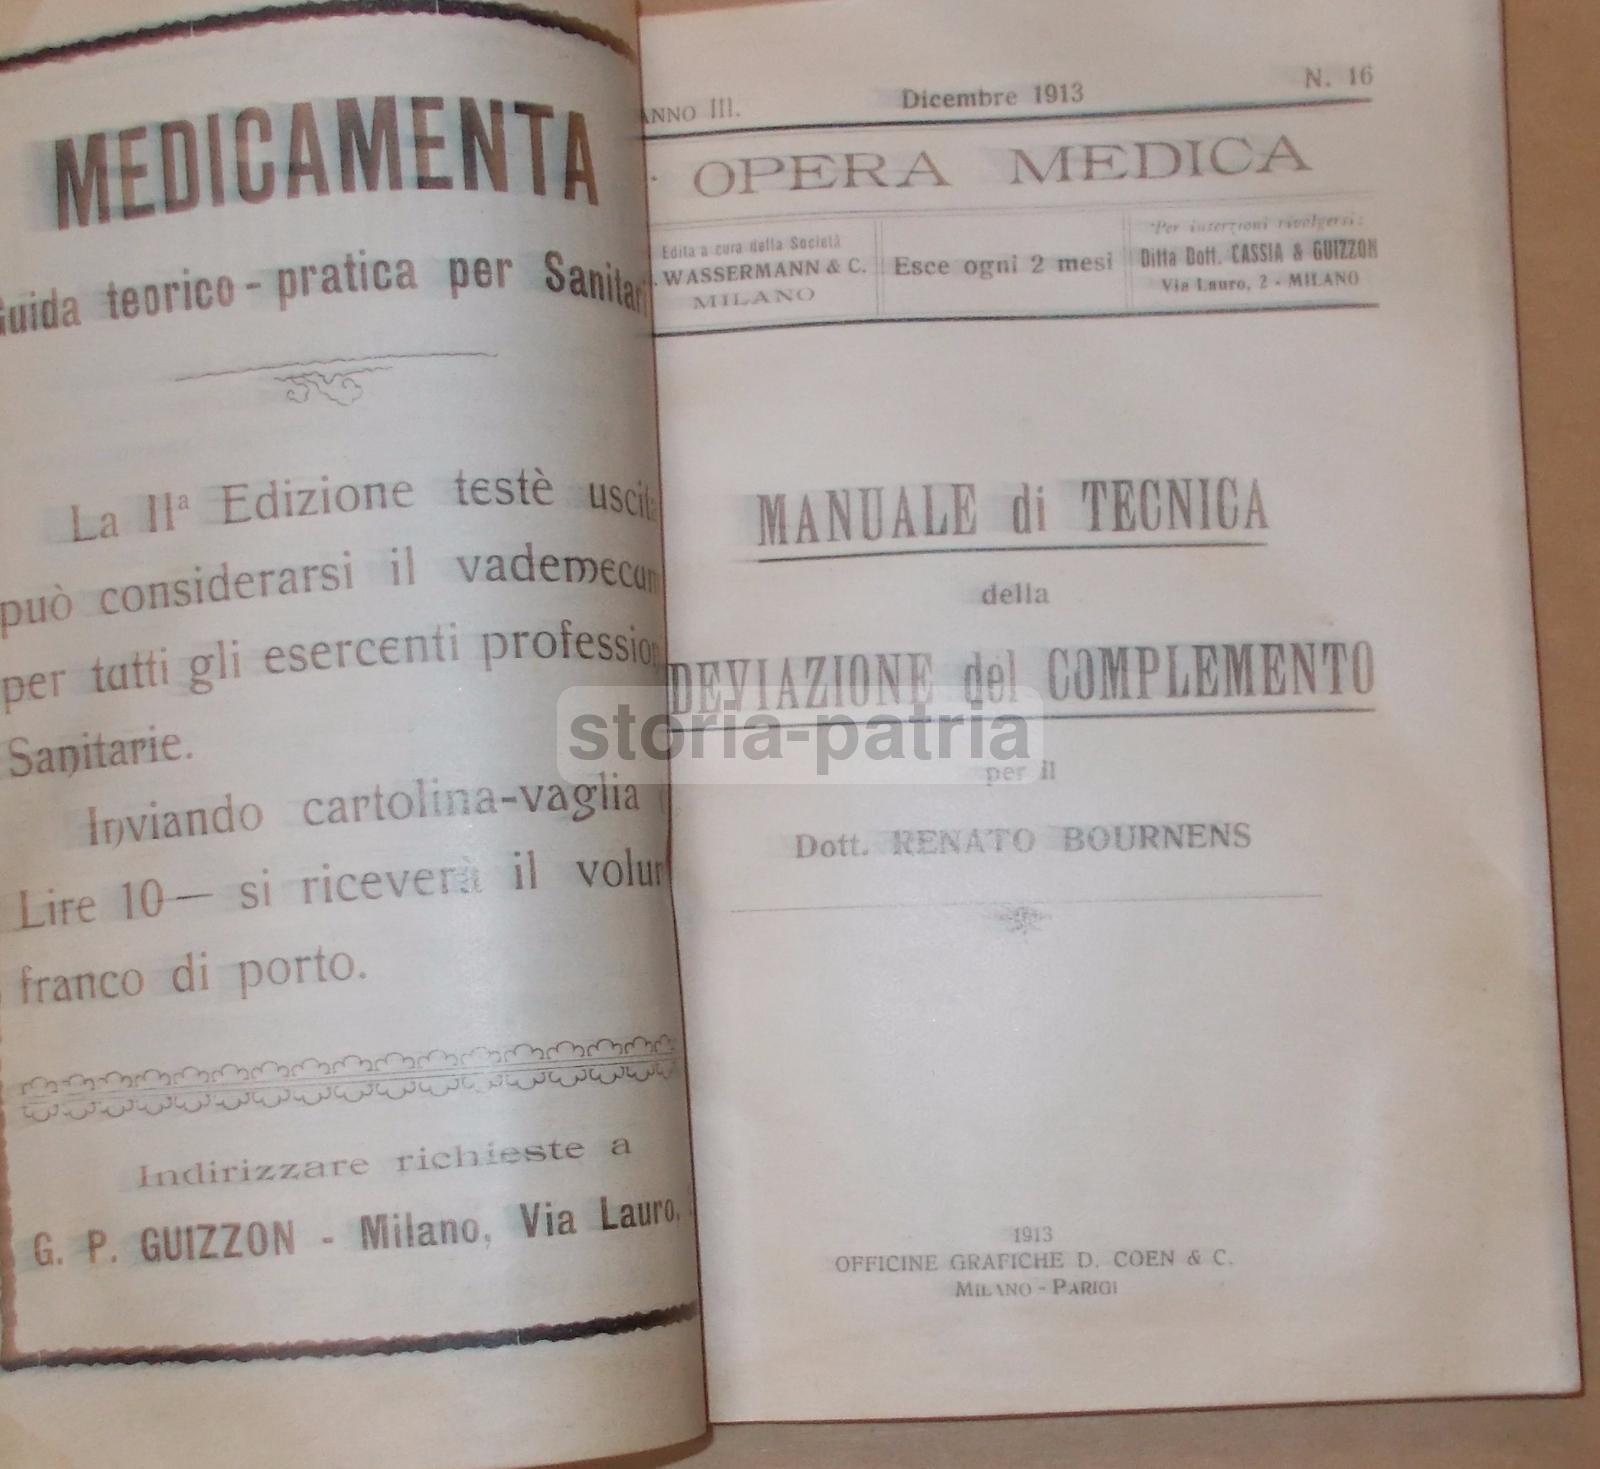 MEDICAMENTA
Guida teorico-pratica per Sanitari
La IIª Edizione testè uscita
può considerarsi il vademecum
per tutti gli esercenti profession
Sanitarie.
Inviando cartolina-vaglia
Lire 10— si riceverà il volum
franco di porto.
Indirizzare richieste a
G. P. GUIZZON - Milano, Via Lauro,
ANNO III. Dicembre 1913 N. 16
OPERA MEDICA
Edita a cura della Società
WASSERMANN & C.
MILANO
Esce ogni 2 mesi
Per inserzioni rivolgersi:
Ditta Dott. CASSIA & GUIZZON
Via Lauro, 2 - MILANO
MANUALE di TECNICA
della
DEVIAZIONE del COMPLEMENTO
per il
Dott. RENATO BOURNENS
1913
OFFICINE GRAFICHE D. COEN & C.
MILANO - PARIGI
storia-patria